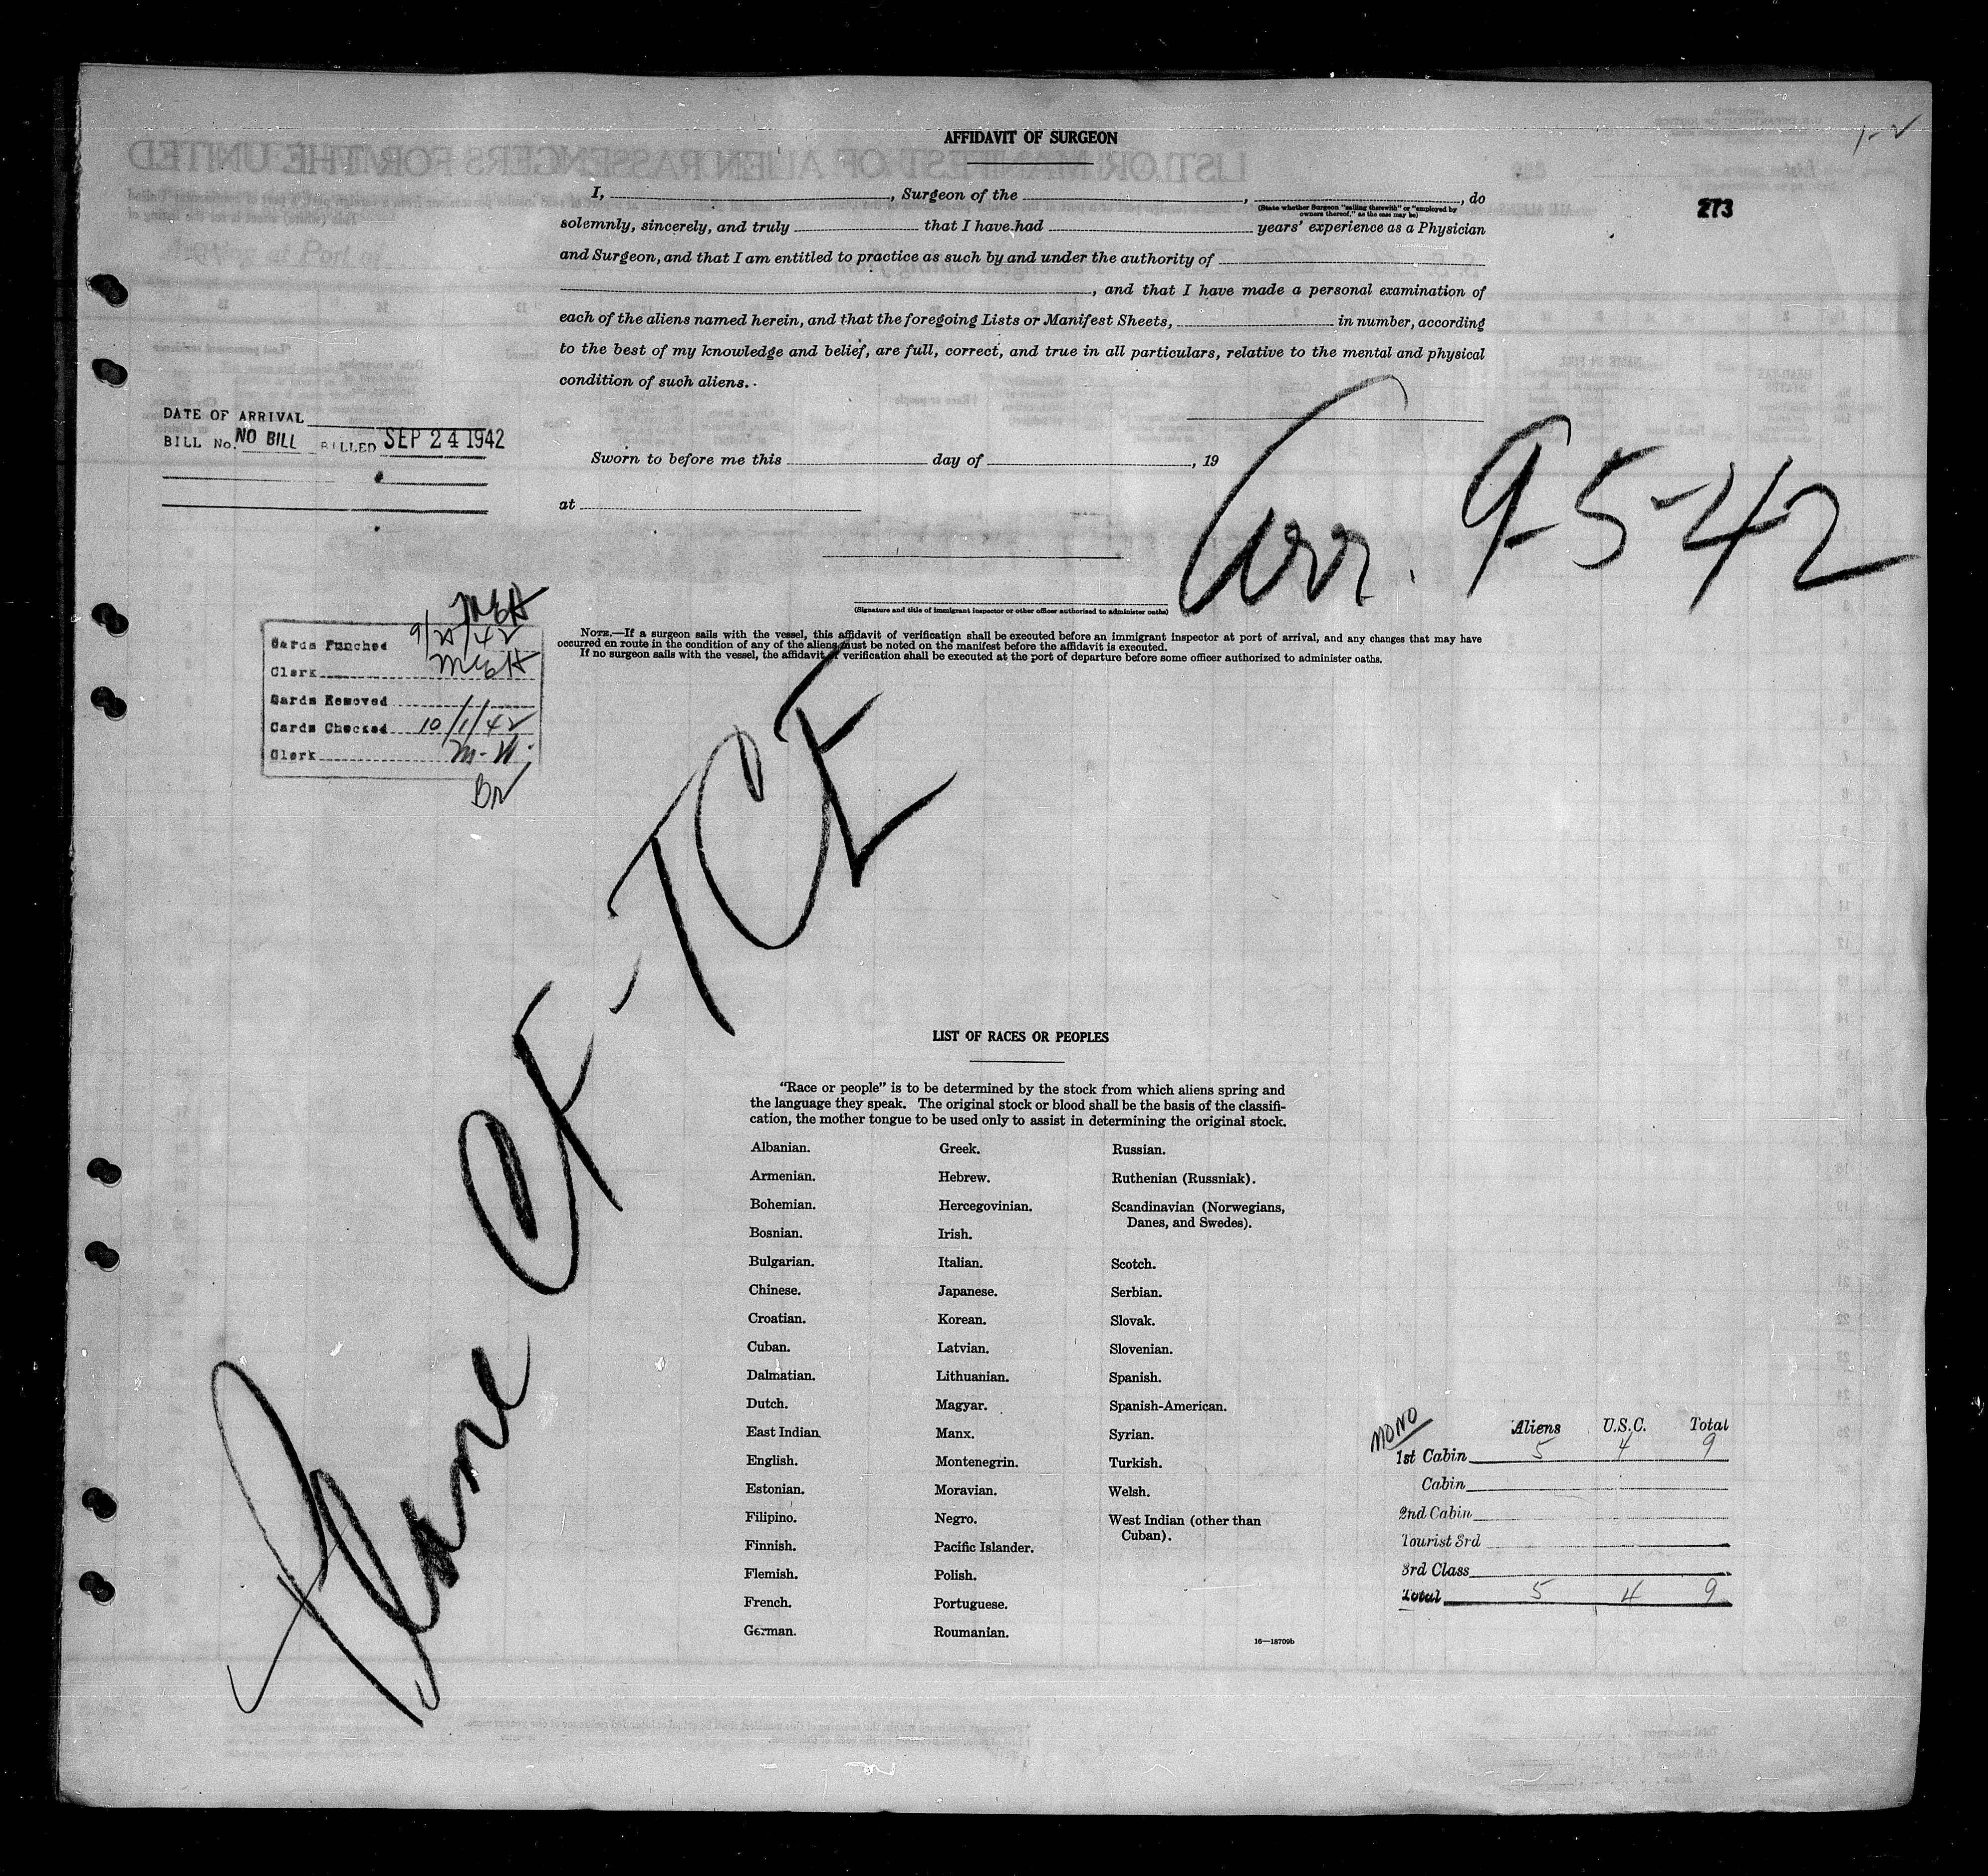 AFFIDAVIT OF SURGEON
1-2
273
I, , Surgeon of the , , do
(State whether Surgeon "sailing therewith" or "employed by
owners thereof," as the case may be)
solemnly, sincerely, and truly that I have had years' experience as a Physician
and Surgeon, and that I am entitled to practice as such by and under the authority of
, and that I have made a personal examination of
each of the aliens named herein, and that the foregoing Lists or Manifest Sheets, in number, according
to the best of my knowledge and belief, are full, correct, and true in all particulars, relative to the mental and physical
condition of such aliens.
DATE OF ARRIVAL
BILL No. NO BILL BILLED SEP 24 1942
Sworn to before me this day of , 19
at
Arr. 9-5-42
(Signature and title of immigrant inspector or other officer authorized to administer oaths)
NOTE.—If a surgeon sails with the vessel, this affidavit of verification shall be executed before an immigrant inspector at port of arrival, and any changes that may have
occurred en route in the condition of any of the aliens must be noted on the manifest before the affidavit is executed.
If no surgeon sails with the vessel, the affidavit of verification shall be executed at the port of departure before some officer authorized to administer oaths.
Cards Punched
Clerk
Cards Removed
Cards Checked 10/1/42
Clerk M.W.
Plane CF-TCE
LIST OF RACES OR PEOPLES
"Race or people" is to be determined by the stock from which aliens spring and
the language they speak. The original stock or blood shall be the basis of the classifi-
cation, the mother tongue to be used only to assist in determining the original stock.
Albanian.
Armenian.
Bohemian.
Bosnian.
Bulgarian.
Chinese.
Croatian.
Cuban.
Dalmatian.
Dutch.
East Indian.
English.
Estonian.
Filipino.
Finnish.
Flemish.
French.
German.
Greek.
Hebrew.
Hercegovinian.
Irish.
Italian.
Japanese.
Korean.
Latvian.
Lithuanian.
Magyar.
Manx.
Montenegrin.
Moravian.
Negro.
Pacific Islander.
Polish.
Portuguese.
Roumanian.
Russian.
Ruthenian (Russniak).
Scandinavian (Norwegians,
Danes, and Swedes).
Scotch.
Serbian.
Slovak.
Slovenian.
Spanish.
Spanish-American.
Syrian.
Turkish.
Welsh.
West Indian (other than
Cuban).
16—18709b
MONO
Aliens U.S.C. Total
1st Cabin 5 4 9
Cabin
2nd Cabin
Tourist 3rd
3rd Class
Total 5 4 9